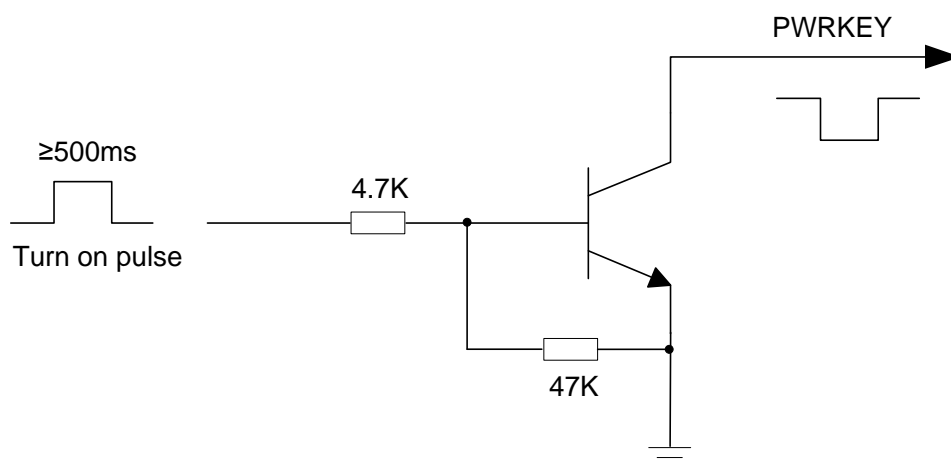 PWRKEY
≥500ms
4.7K
Turn on pulse
47K